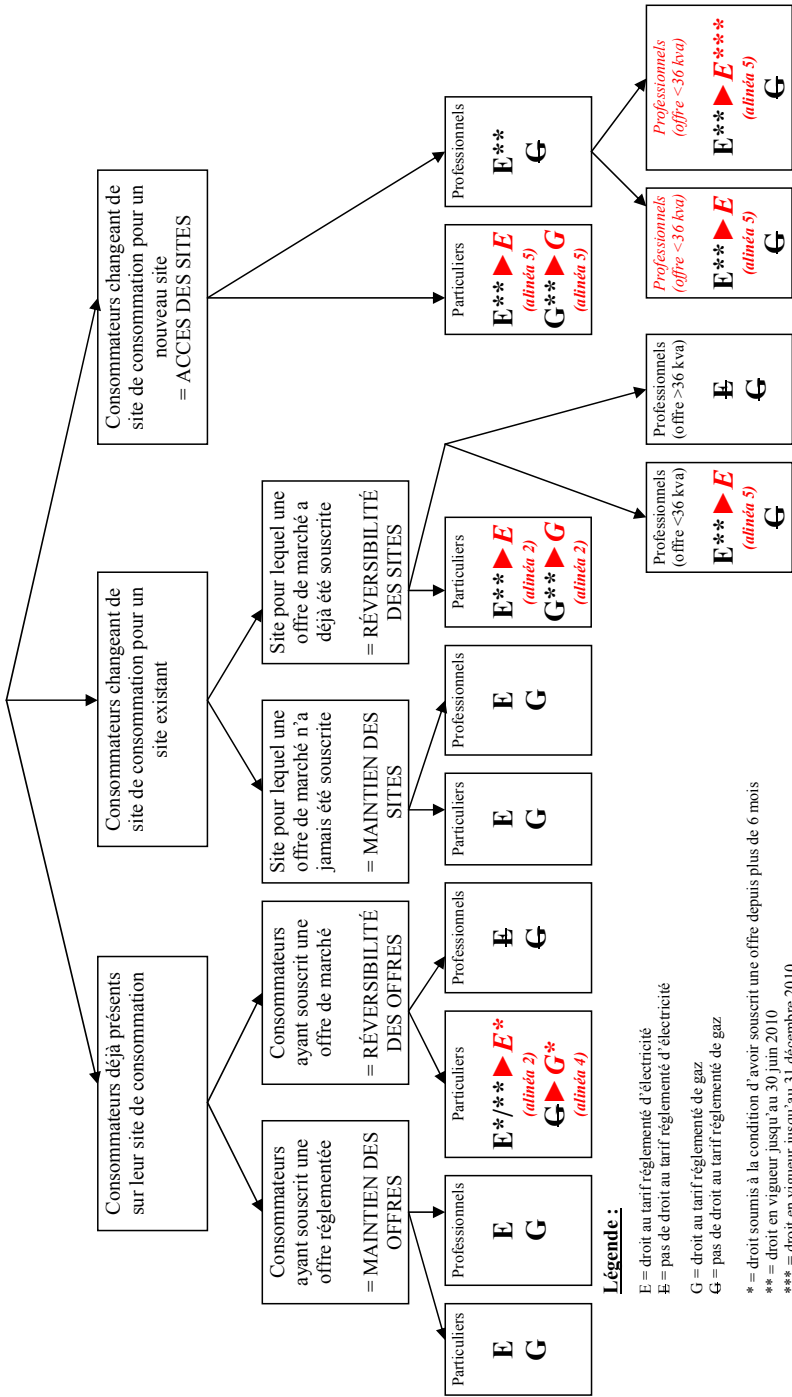 Consommateurs déjà présents
sur leur site de consommation
Consommateurs changeant de
site de consommation pour un
site existant
Consommateurs changeant de
site de consommation pour un
nouveau site
= ACCES DES SITES
Consommateurs
ayant souscrit une
offre réglementée
= MAINTIEN DES
OFFRES
Consommateurs
ayant souscrit une
offre de marché
= RÉVERSIBILITÉ
DES OFFRES
Site pour lequel une
offre de marché n'a
jamais été souscrite
= MAINTIEN DES
SITES
Site pour lequel une
offre de marché a
déjà été souscrite
= RÉVERSIBILITÉ
DES SITES
Particuliers
E
G
Professionnels
E
G
Particuliers
E*/** ►E*
(alinéa 2)
G►G*
(alinéa 4)
Professionnels
E
G
Particuliers
E
G
Professionnels
E
G
Particuliers
E** ►E
(alinéa 2)
G** ►G
(alinéa 2)
Particuliers
E** ►E
(alinéa 5)
G** ►G
(alinéa 5)
Professionnels
E**
G
Professionnels
(offre <36 kva)
E** ►E
(alinéa 5)
G
Professionnels
(offre >36 kva)
E
G
Professionnels
(offre <36 kva)
E** ►E
(alinéa 5)
G
Professionnels
(offre <36 kva)
E** ►E***
(alinéa 5)
G
Légende :
E = droit au tarif réglementé d'électricité
E = pas de droit au tarif réglementé d'électricité
G = droit au tarif réglementé de gaz
G = pas de droit au tarif réglementé de gaz
* = droit soumis à la condition d'avoir souscrit une offre depuis plus de 6 mois
** = droit en vigueur jusqu'au 30 juin 2010
*** = droit en vigueur jusqu'au 31 décembre 2010